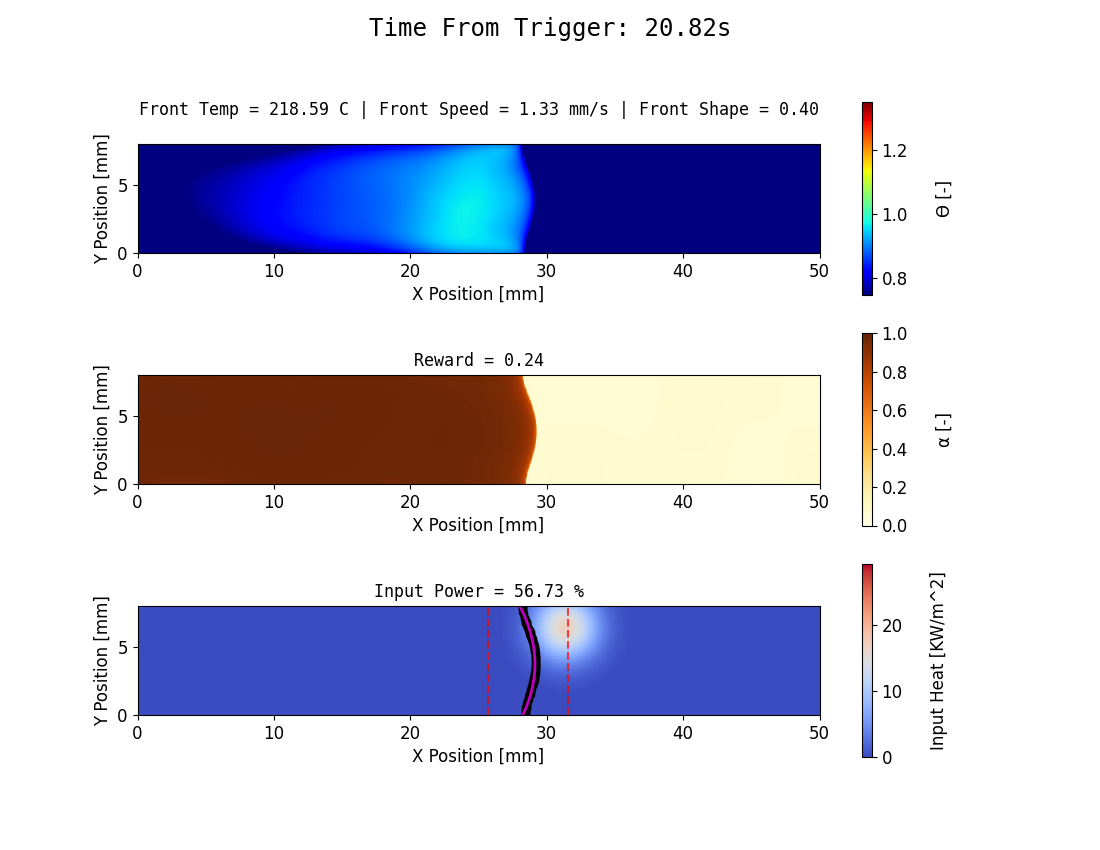 Time From Trigger: 20.82s
Front Temp = 218.59 C | Front Speed = 1.33 mm/s | Front Shape = 0.40
Y Position [mm]
5
0
0 10 20 30 40 50
X Position [mm]
1.2
1.0
0.8
Θ [-]
Reward = 0.24
Y Position [mm]
5
0
0 10 20 30 40 50
X Position [mm]
1.0
0.8
0.6
0.4
0.2
0.0
α [-]
Input Power = 56.73 %
Y Position [mm]
5
0
0 10 20 30 40 50
X Position [mm]
20
10
0
Input Heat [KW/m^2]